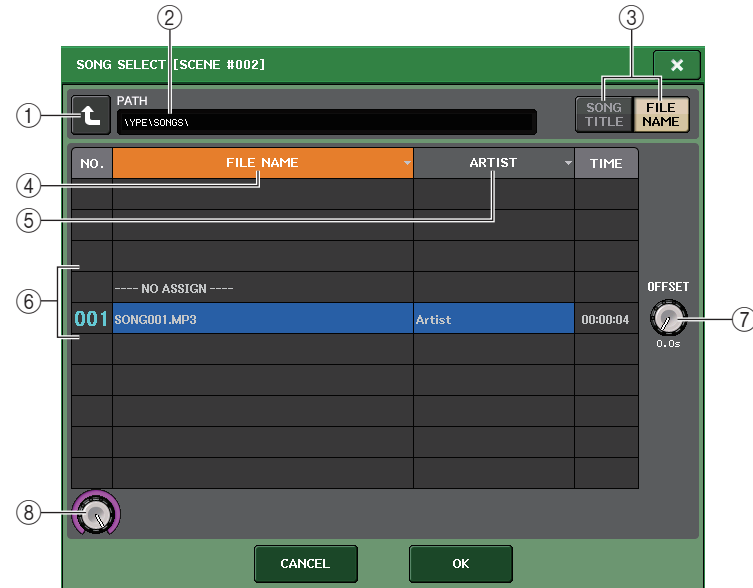 ② ③
SONG SELECT [SCENE #002]
①
PATH
\YPE\SONGS\
SONG TITLE
FILE NAME
NO. FILE NAME ARTIST TIME
④
⑤
⑥
---- NO ASSIGN ----
001 SONG001.MP3 Artist 00:00:04
OFFSET
⑦
0.0s
⑧
CANCEL OK